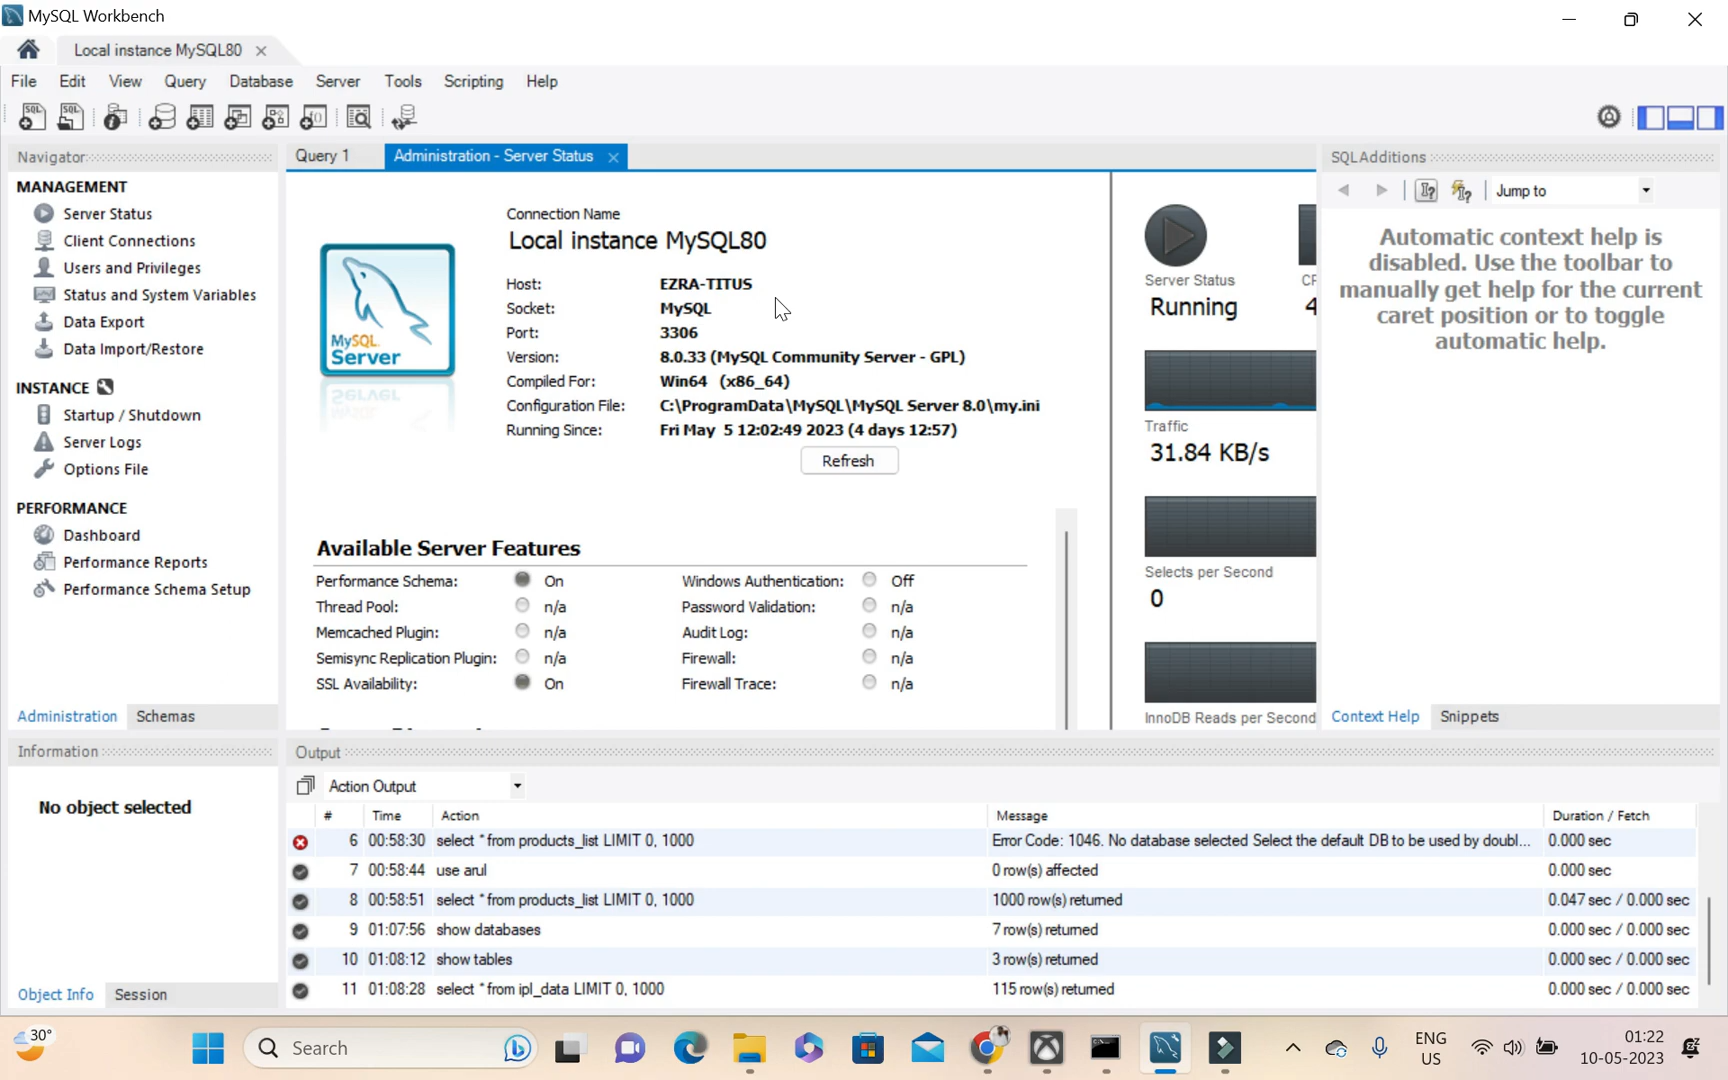 MySQL Workbench
Local instance MySQL80
File Edit View Query Database Server Tools Scripting Help
Navigator
MANAGEMENT
Server Status
Client Connections
Users and Privileges
Status and System Variables
Data Export
Data Import/Restore
INSTANCE
Startup / Shutdown
Server Logs
Options File
PERFORMANCE
Dashboard
Performance Reports
Performance Schema Setup
Administration Schemas
Information
No object selected
Object Info Session
Query 1 Administration - Server Status
MySQL
Server
Connection Name
Local instance MySQL80
Host: EZRA-TITUS
Socket: MySQL
Port: 3306
Version: 8.0.33 (MySQL Community Server - GPL)
Compiled For: Win64 (x86_64)
Configuration File: C:\ProgramData\MySQL\MySQL Server 8.0\my.ini
Running Since: Fri May 5 12:02:49 2023 (4 days 12:57)
Refresh
Available Server Features
Performance Schema: On Windows Authentication: Off
Thread Pool: n/a Password Validation: n/a
Memcached Plugin: n/a Audit Log: n/a
Semisync Replication Plugin: n/a Firewall: n/a
SSL Availability: On Firewall Trace: n/a
Server Status
Running
Traffic
31.84 KB/s
Selects per Second
0
InnoDB Reads per Second
SQLAdditions
Jump to
Automatic context help is
disabled. Use the toolbar to
manually get help for the current
caret position or to toggle
automatic help.
Context Help Snippets
Output
Action Output
# Time Action Message Duration / Fetch
6 00:58:30 select * from products_list LIMIT 0, 1000 Error Code: 1046. No database selected Select the default DB to be used by doubl... 0.000 sec
7 00:58:44 use arul 0 row(s) affected 0.000 sec
8 00:58:51 select * from products_list LIMIT 0, 1000 1000 row(s) returned 0.047 sec / 0.000 sec
9 01:07:56 show databases 7 row(s) returned 0.000 sec / 0.000 sec
10 01:08:12 show tables 3 row(s) returned 0.000 sec / 0.000 sec
11 01:08:28 select * from ipl_data LIMIT 0, 1000 115 row(s) returned 0.000 sec / 0.000 sec
30°
Search
ENG
US
01:22
10-05-2023